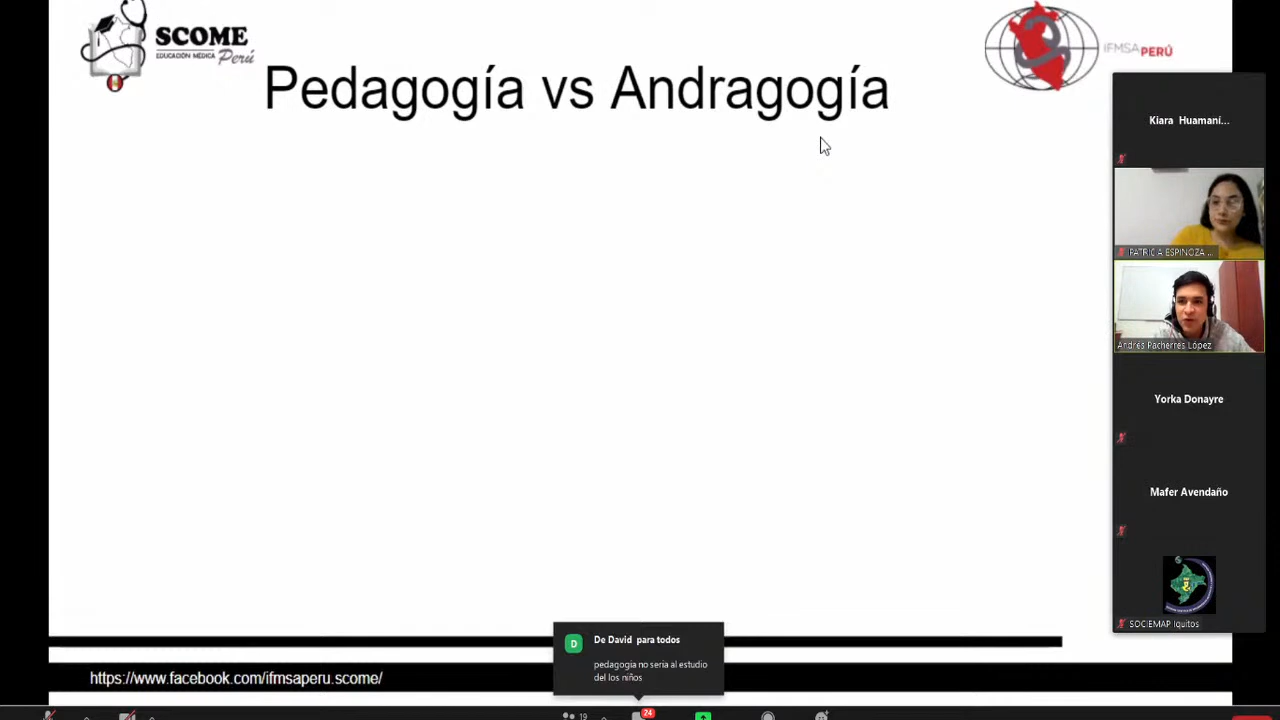 SCOME
EDUCACIÓN MÉDICA
Perú
IFMSA PERÚ
Pedagogía vs Andragogía
Kiara Huamaní...
PATRICIA ESPINOZA ...
Andrés Pacherres López
Yorka Donayre
Mafer Avendaño
SOCIEMAP Iquitos
D
De David para todos
pedagogia no seria al estudio
del los niños
https://www.facebook.com/ifmsaperu.scome/
19
24